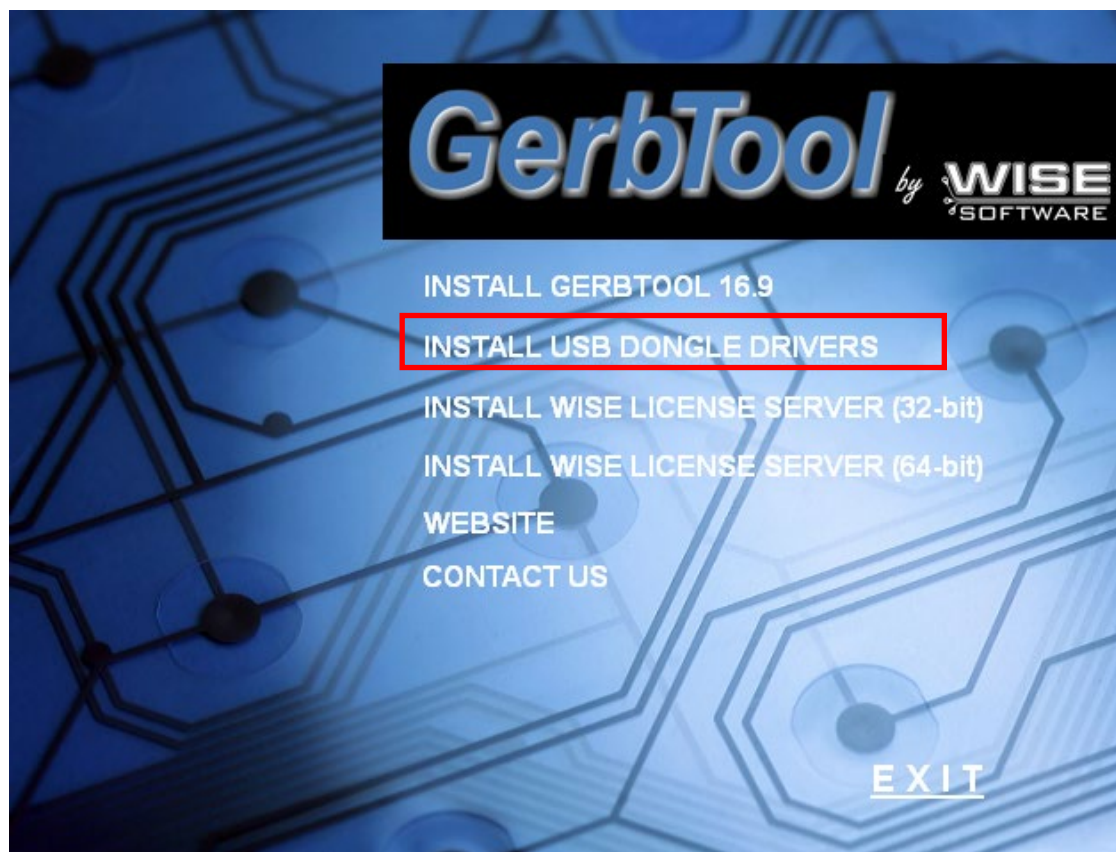 GerbTool by WISE
SOFTWARE
INSTALL GERBTOOL 16.9
INSTALL USB DONGLE DRIVERS
INSTALL WISE LICENSE SERVER (32-bit)
INSTALL WISE LICENSE SERVER (64-bit)
WEBSITE
CONTACT US
EXIT